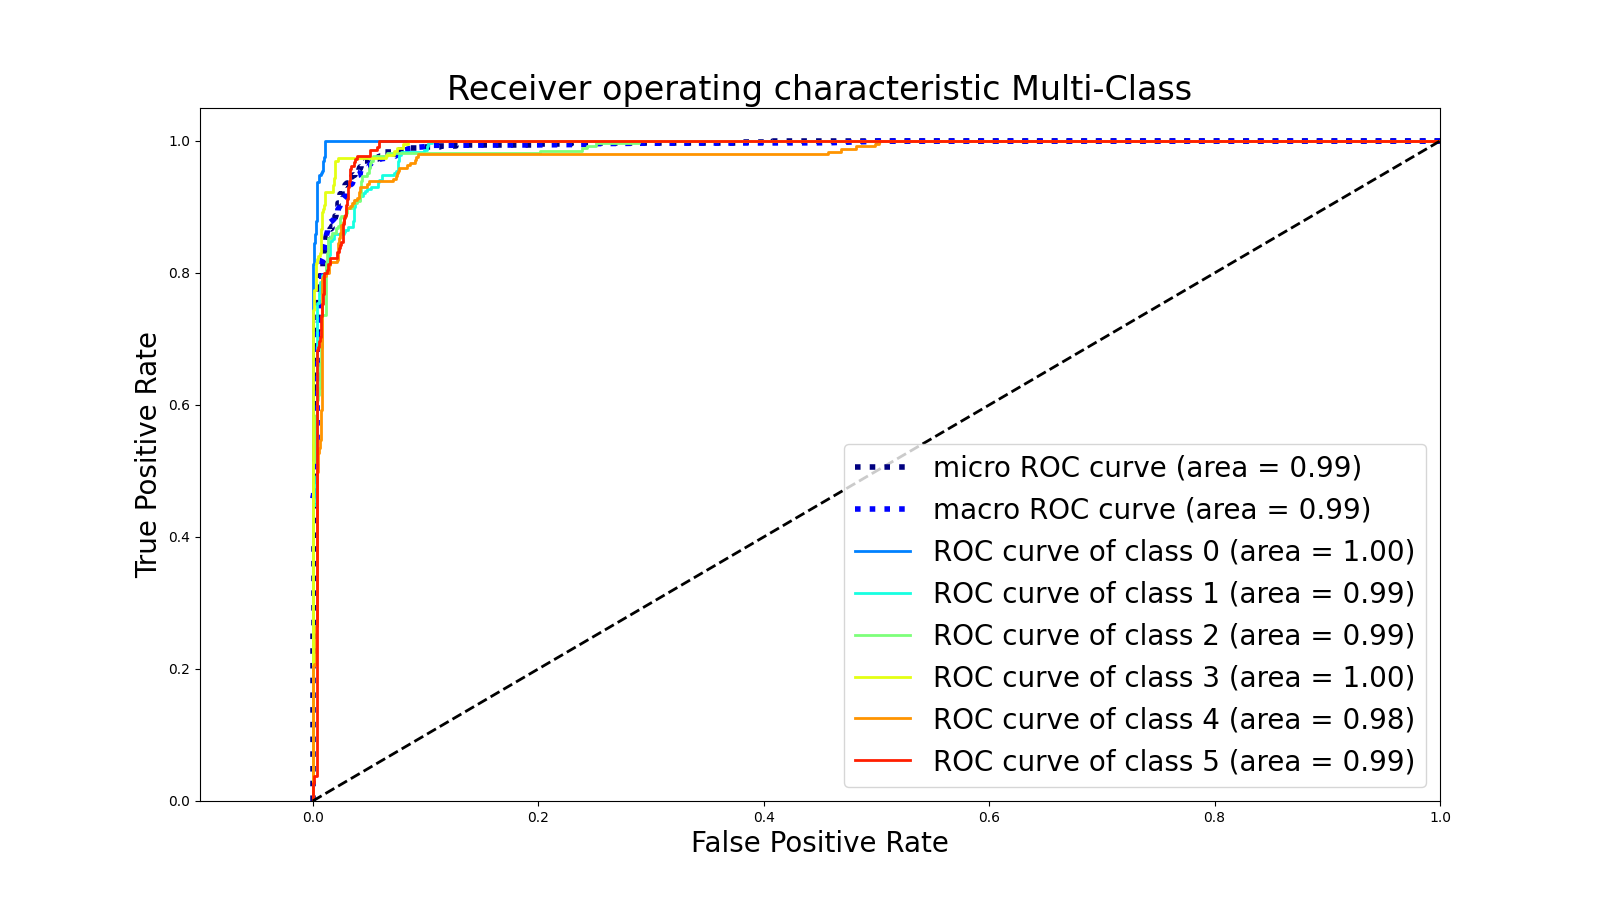 Receiver operating characteristic Multi-Class
True Positive Rate
1.0
0.8
0.6
0.4
0.2
0.0
0.0 0.2 0.4 0.6 0.8 1.0
False Positive Rate
micro ROC curve (area = 0.99)
macro ROC curve (area = 0.99)
ROC curve of class 0 (area = 1.00)
ROC curve of class 1 (area = 0.99)
ROC curve of class 2 (area = 0.99)
ROC curve of class 3 (area = 1.00)
ROC curve of class 4 (area = 0.98)
ROC curve of class 5 (area = 0.99)